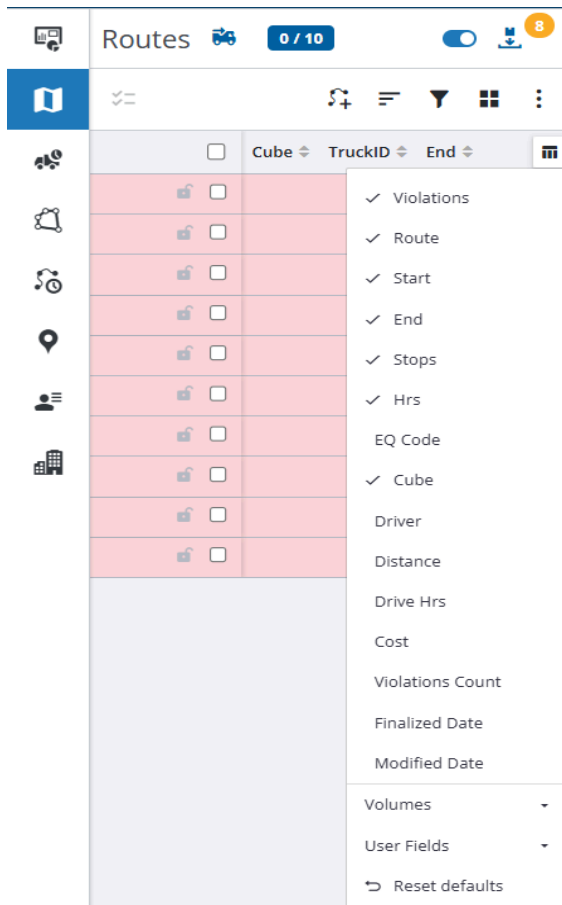 Routes 0 / 10 8
Cube TruckID End
Violations
Route
Start
End
Stops
Hrs
EQ Code
Cube
Driver
Distance
Drive Hrs
Cost
Violations Count
Finalized Date
Modified Date
Volumes
User Fields
Reset defaults